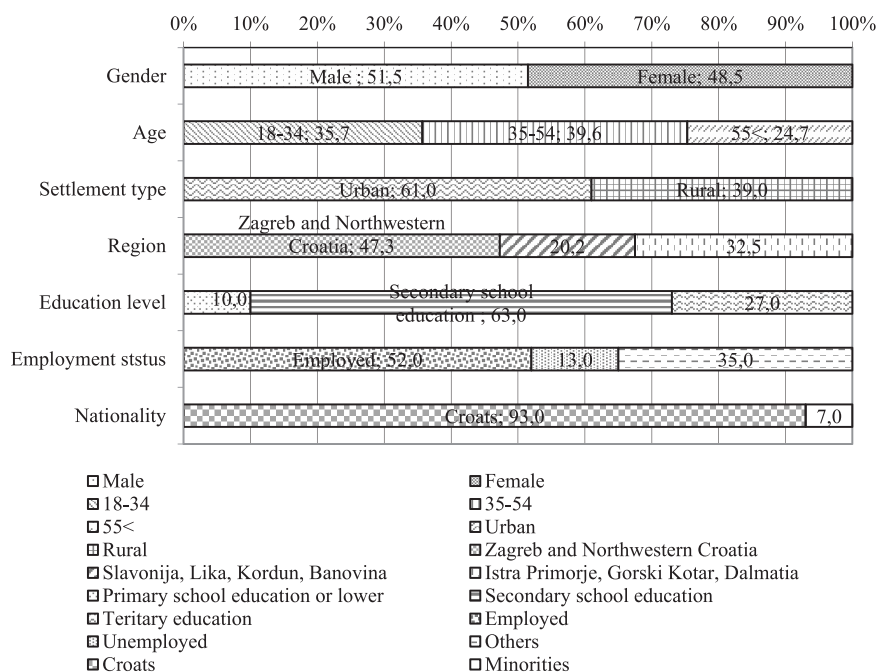 0% 10% 20% 30% 40% 50% 60% 70% 80% 90% 100%
Gender Male ; 51,5 Female; 48,5
Age 18-34; 35,7 35-54; 39,6 55<; 24,7
Settlement type Urban; 61,0 Rural; 39,0
Zagreb and Northwestern
Region Croatia; 47,3 20,2 32,5
Secondary school
Education level 10,0 education ; 63,0 27,0
Employment ststus Employed; 52,0 13,0 35,0
Nationality Croats; 93,0 7,0
Male Female
18-34 35-54
55< Urban
Rural Zagreb and Northwestern Croatia
Slavonija, Lika, Kordun, Banovina Istra Primorje, Gorski Kotar, Dalmatia
Primary school education or lower Secondary school education
Teritary education Employed
Unemployed Others
Croats Minorities